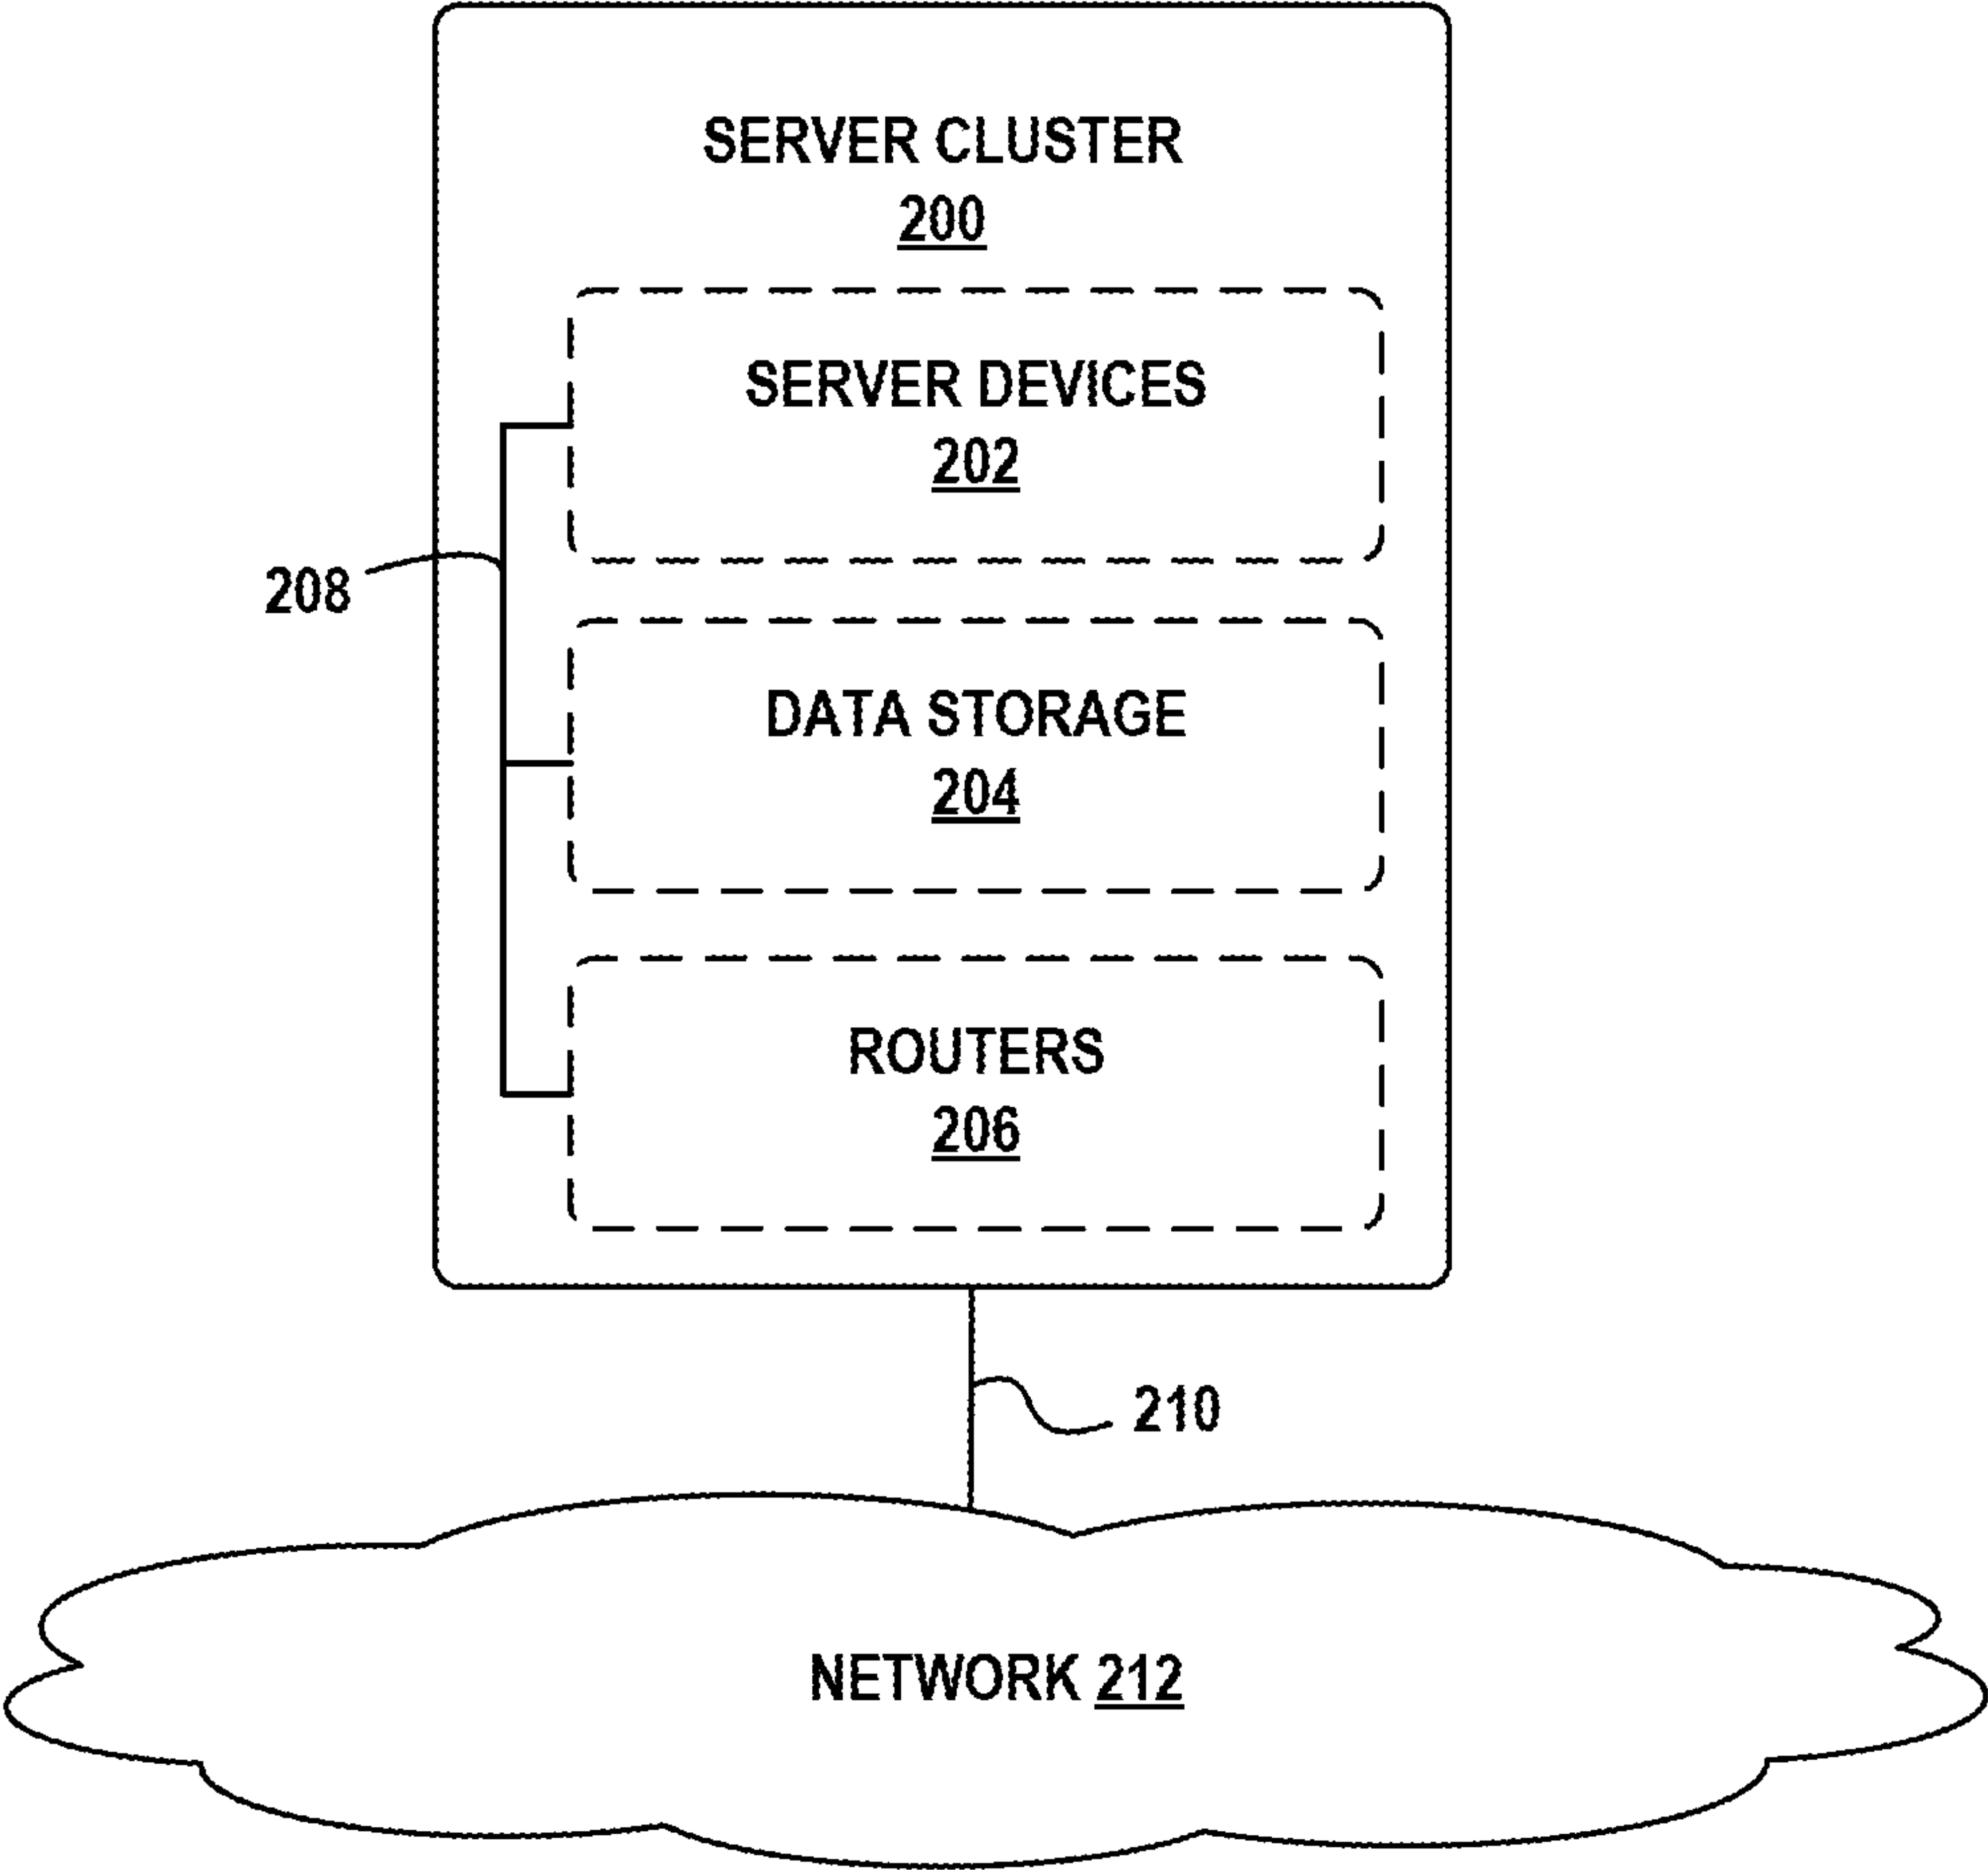 SERVER CLUSTER
200
SERVER DEVICES
202
208
DATA STORAGE
204
ROUTERS
206
210
NETWORK 212